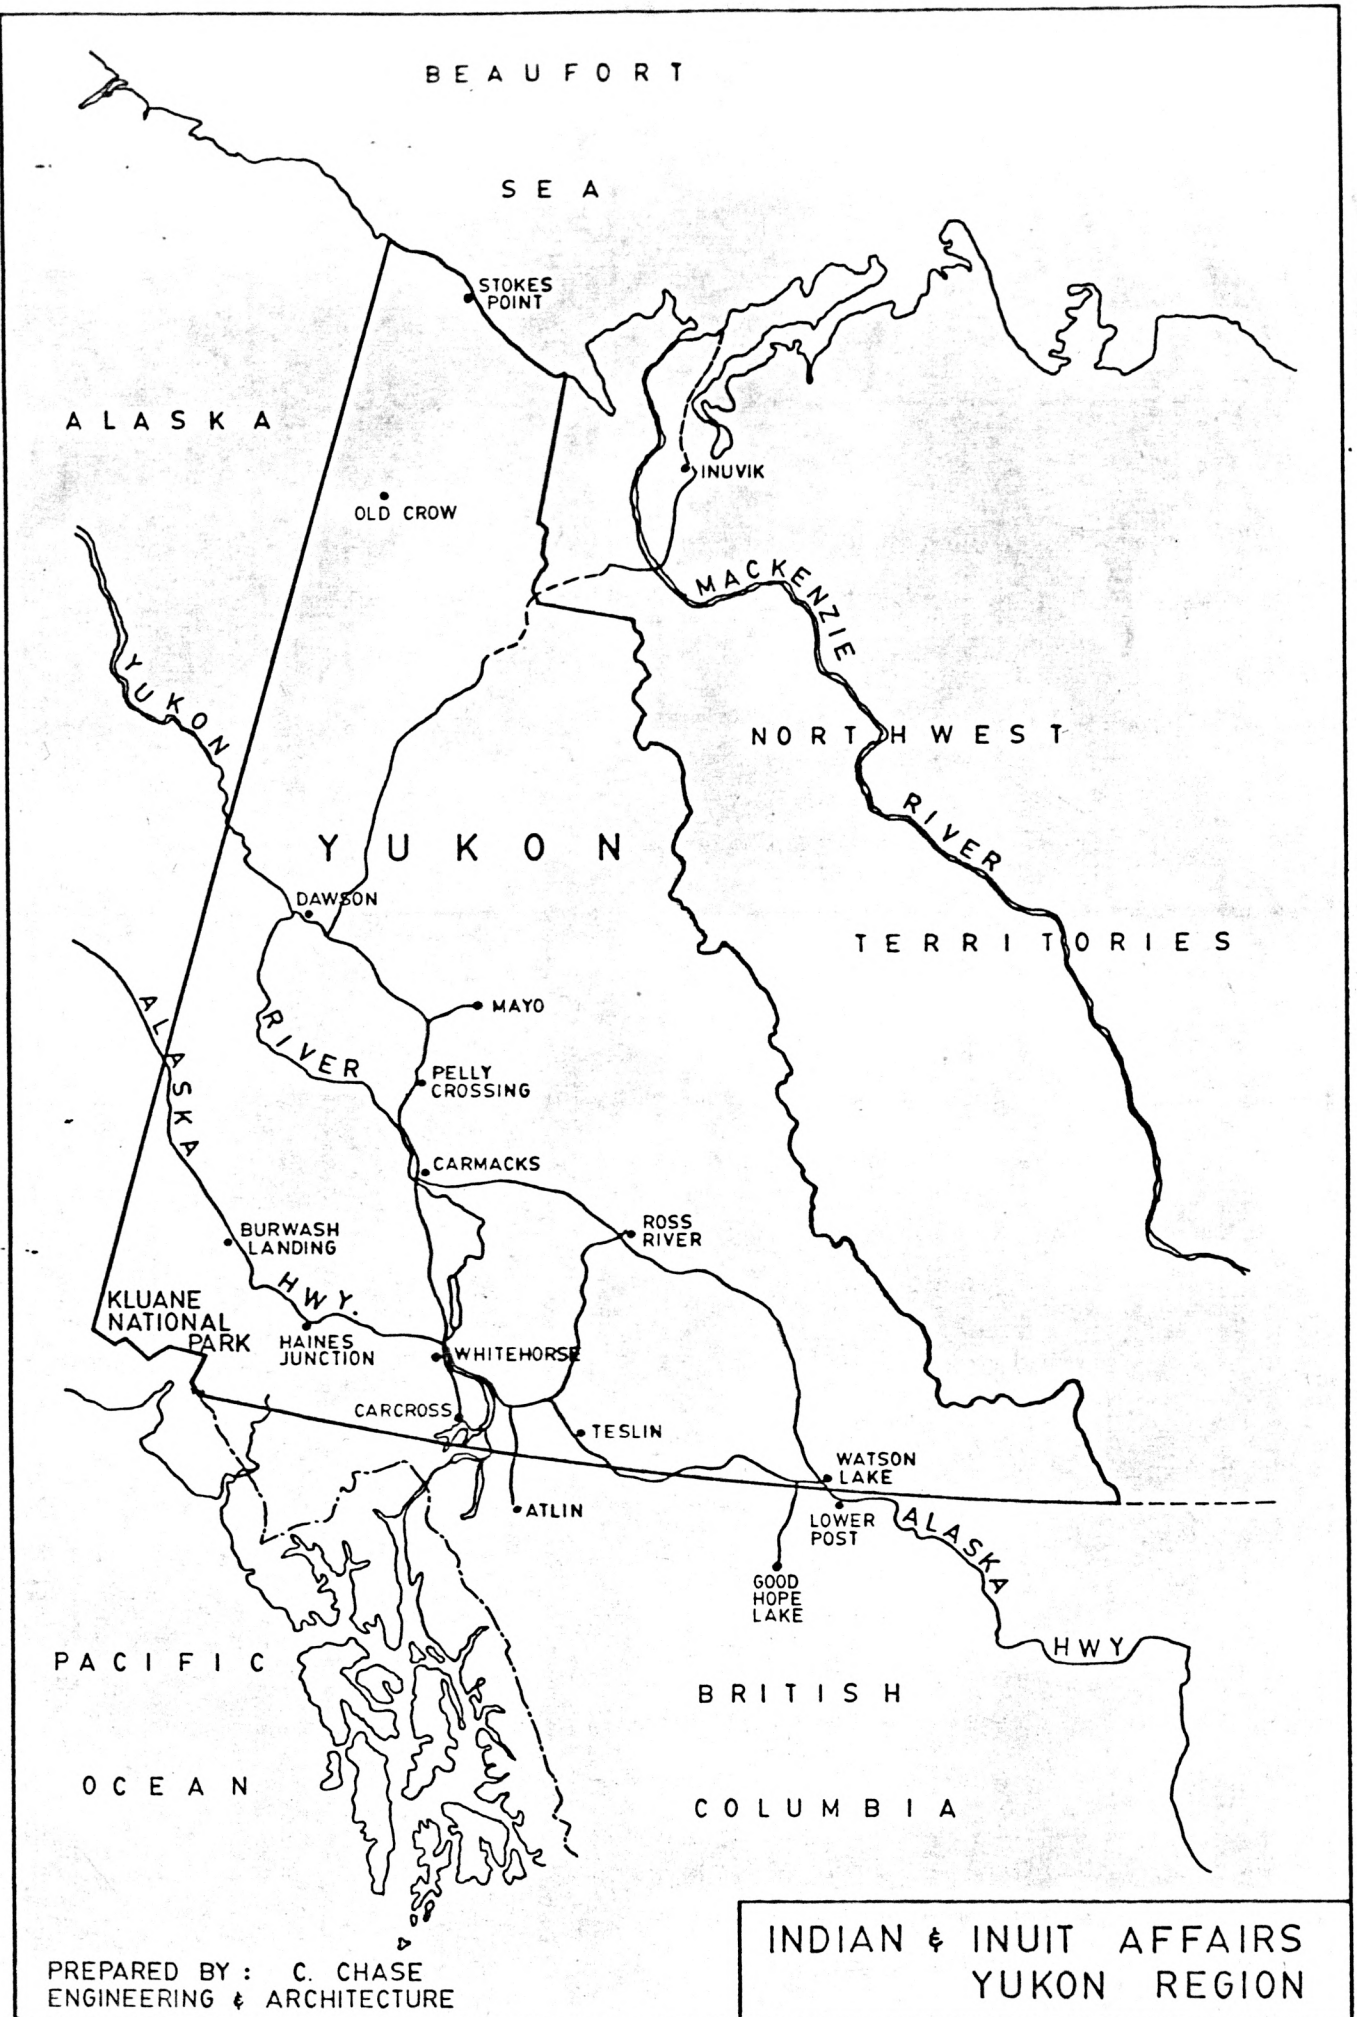 BEAUFORT
SEA
STOKES
POINT
ALASKA
INUVIK
OLD CROW
MACKENZIE
YUKON
NORTHWEST
RIVER
YUKON
DAWSON
TERRITORIES
MAYO
ALASKA
RIVER
PELLY
CROSSING
CARMACKS
ROSS
RIVER
BURWASH
LANDING
HWY.
KLUANE
NATIONAL
PARK
HAINES
JUNCTION
WHITEHORSE
CARCROSS
TESLIN
WATSON
LAKE
ATLIN
LOWER
POST
ALASKA
GOOD
HOPE
LAKE
HWY
PACIFIC
BRITISH
OCEAN
COLUMBIA
INDIAN & INUIT AFFAIRS
YUKON REGION
PREPARED BY : C. CHASE
ENGINEERING & ARCHITECTURE